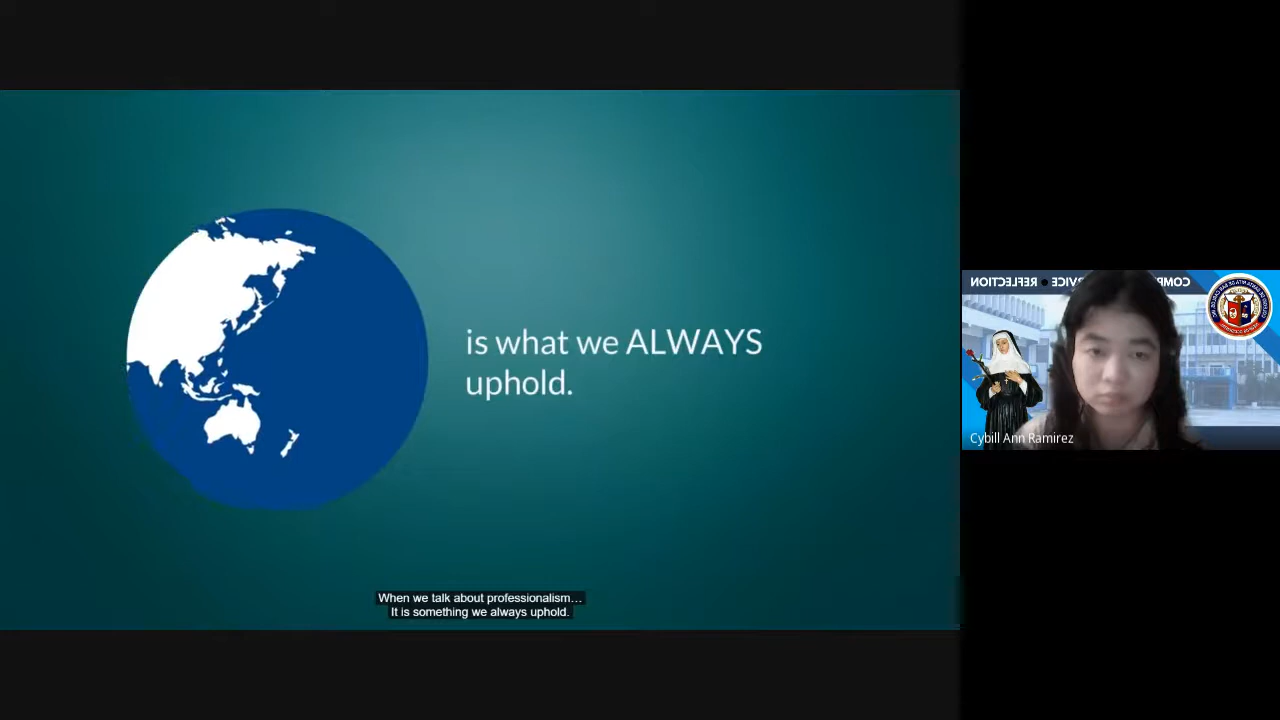 is what we ALWAYS
uphold.
When we talk about professionalism...
It is something we always uphold.
REFLECTION
Cybill Ann Ramirez